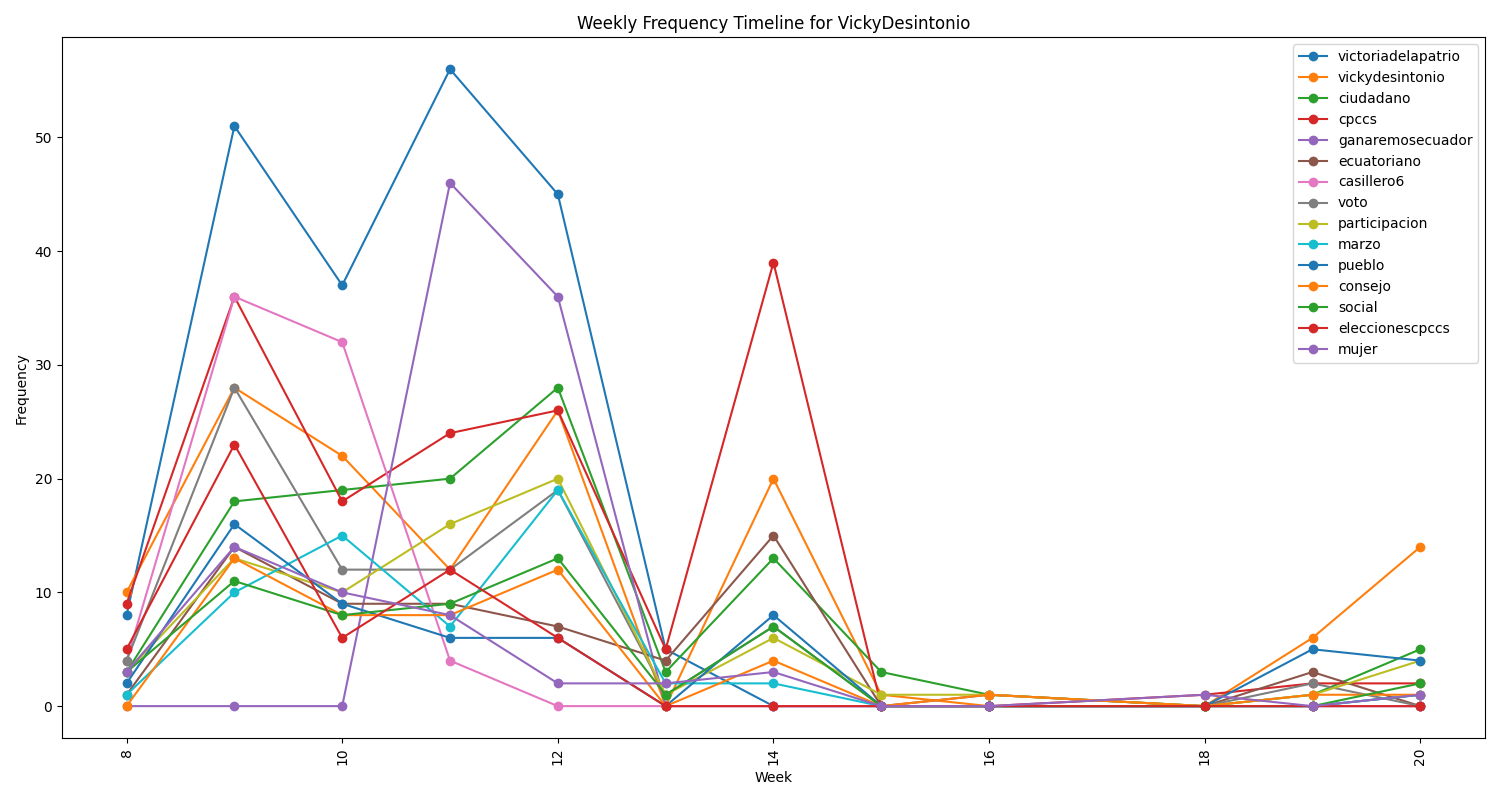 Weekly Frequency Timeline for VickyDesintonio
victoriadelapatrio
vickydesintonio
ciudadano
cpccs
ganaremosecuador
ecuatoriano
casillero6
voto
participacion
marzo
pueblo
consejo
social
eleccionescpccs
mujer
Frequency
50
40
30
20
10
0
8
10
12
14
16
18
20
Week